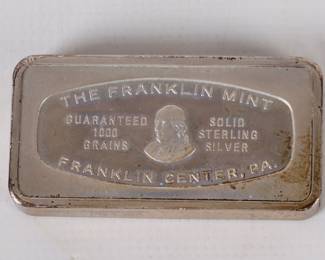 THE FRANKLIN MINT
GUARANTEED
1000
GRAINS
SOLID
STERLING
SILVER
FRANKLIN CENTER, PA.